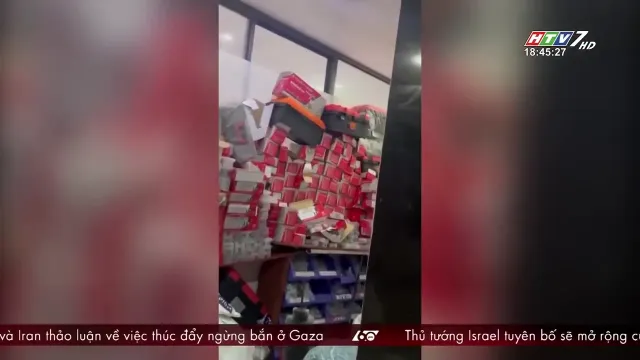 HTV7 HD
18:45:27
và Iran thảo luận về việc thúc đẩy ngừng bắn ở Gaza 60 Thủ tướng Israel tuyên bố sẽ mở rộng